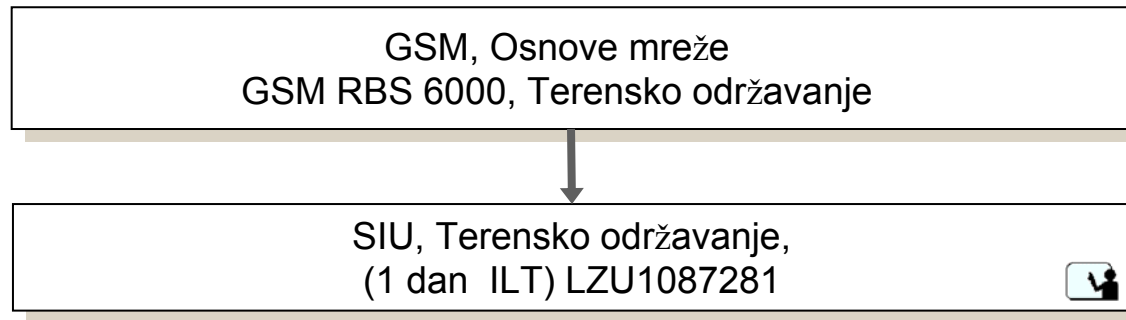 GSM, Osnove mreže
GSM RBS 6000, Terensko održavanje
SIU, Terensko održavanje,
(1 dan  ILT) LZU1087281